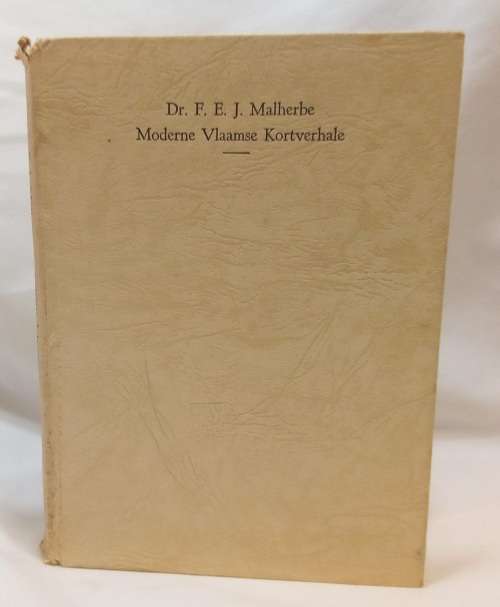 Dr. F. E. J. Malherbe
Moderne Vlaamse Kortverhale